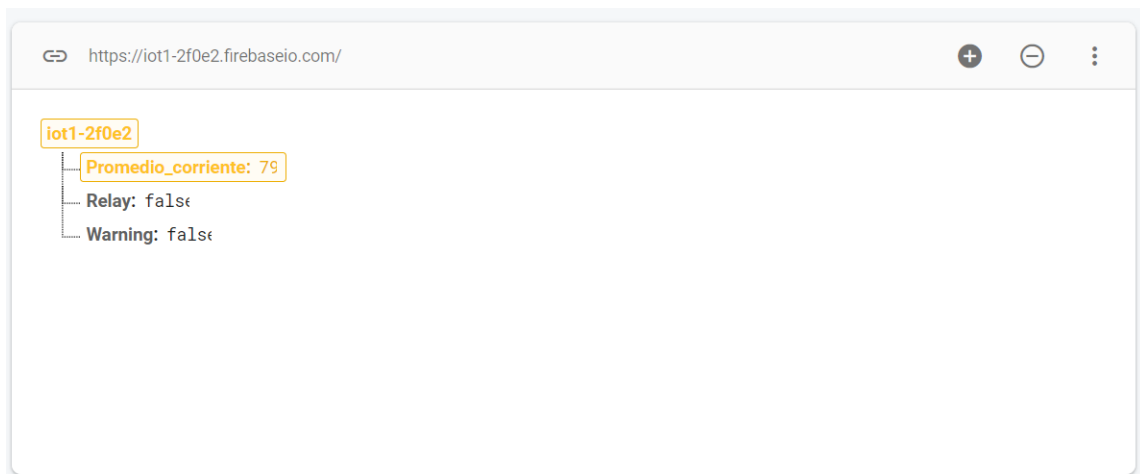 https://iot1-2f0e2.firebaseio.com/
iot1-2f0e2
Promedio_corriente: 79
Relay: false
Warning: false